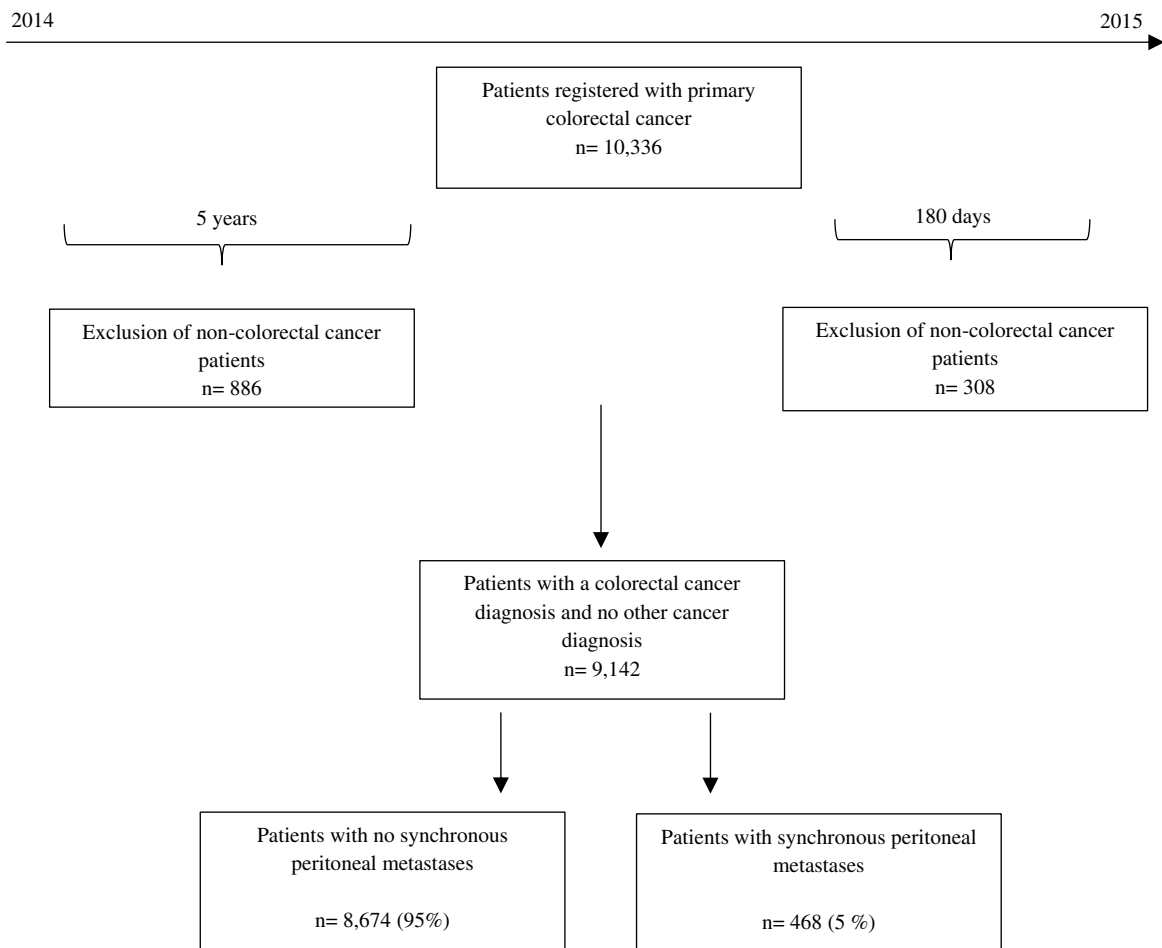 2014
2015
Patients registered with primary
colorectal cancer
n= 10,336
5 years
180 days
Exclusion of non-colorectal cancer
patients
n= 886
Exclusion of non-colorectal cancer
patients
n= 308
Patients with a colorectal cancer
diagnosis and no other cancer
diagnosis
n= 9,142
Patients with no synchronous
peritoneal metastases
n= 8,674 (95%)
Patients with synchronous peritoneal
metastases
n= 468 (5 %)